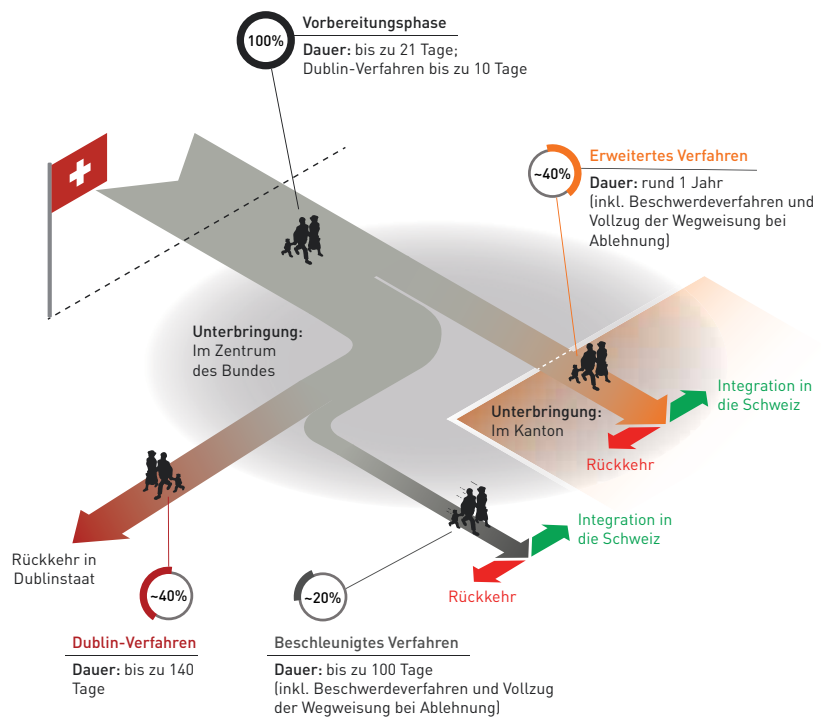 100%
Vorbereitungsphase
Dauer: bis zu 21 Tage;
Dublin-Verfahren bis zu 10 Tage
~40%
Erweitertes Verfahren
Dauer: rund 1 Jahr
(inkl. Beschwerdeverfahren und
Vollzug der Wegweisung bei
Ablehnung)
Unterbringung:
Im Zentrum
des Bundes
Unterbringung:
Im Kanton
Integration in
die Schweiz
Rückkehr
Integration in
die Schweiz
Rückkehr
Rückkehr in
Dublinstaat
~40%
Dublin-Verfahren
Dauer: bis zu 140
Tage
~20%
Beschleunigtes Verfahren
Dauer: bis zu 100 Tage
(inkl. Beschwerdeverfahren und Vollzug
der Wegweisung bei Ablehnung)